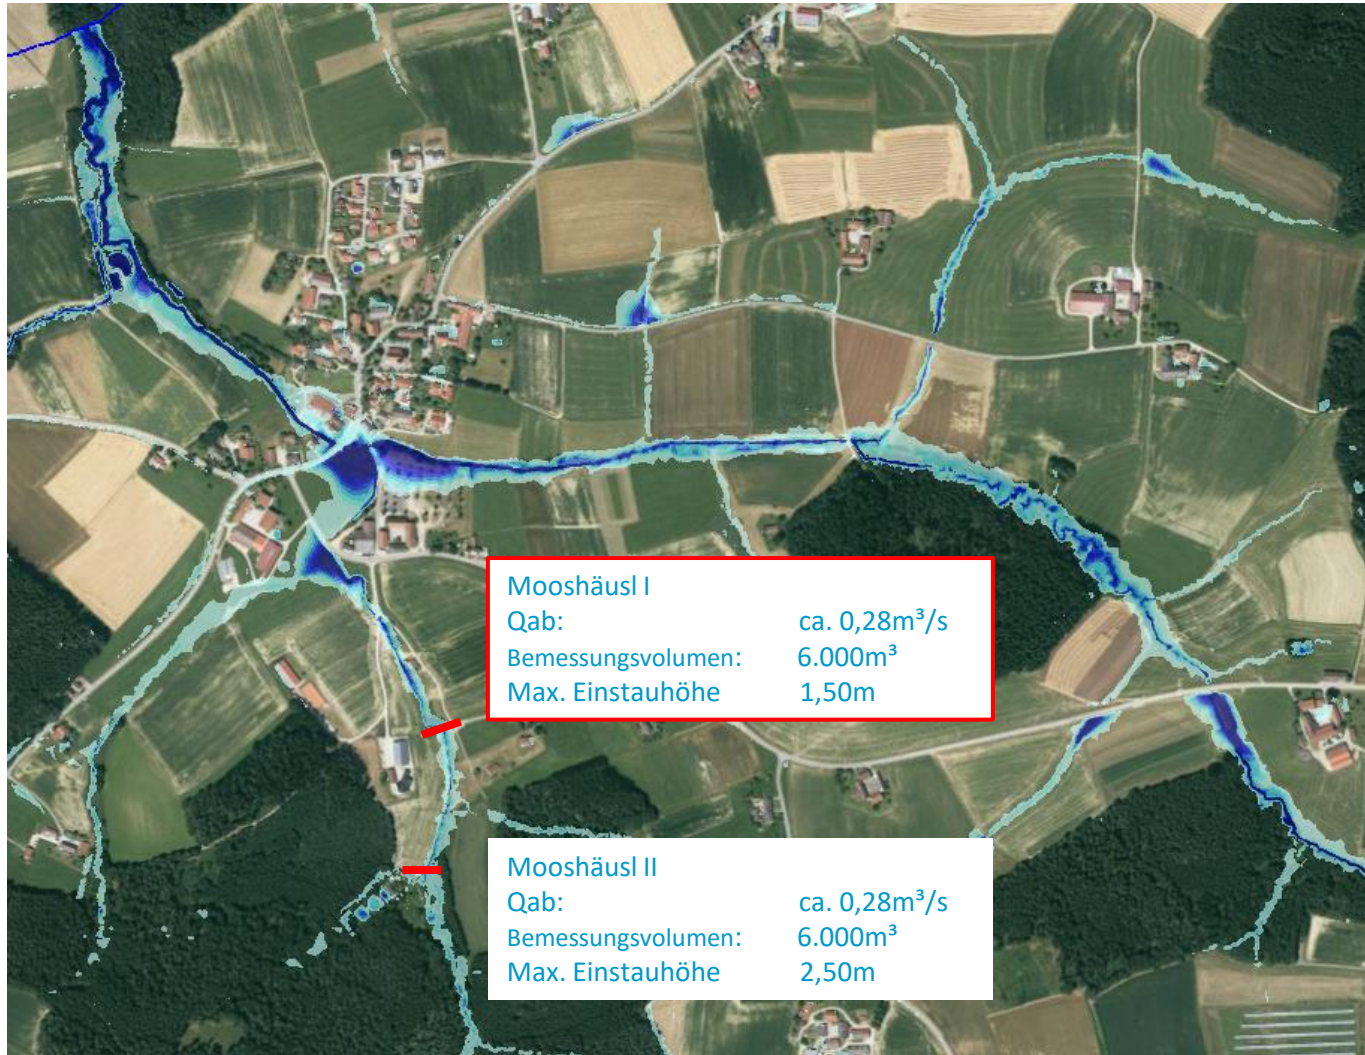 Mooshäusl I
Qab: ca. 0,28m³/s
Bemessungsvolumen: 6.000m³
Max. Einstauhöhe 1,50m
Mooshäusl II
Qab: ca. 0,28m³/s
Bemessungsvolumen: 6.000m³
Max. Einstauhöhe 2,50m